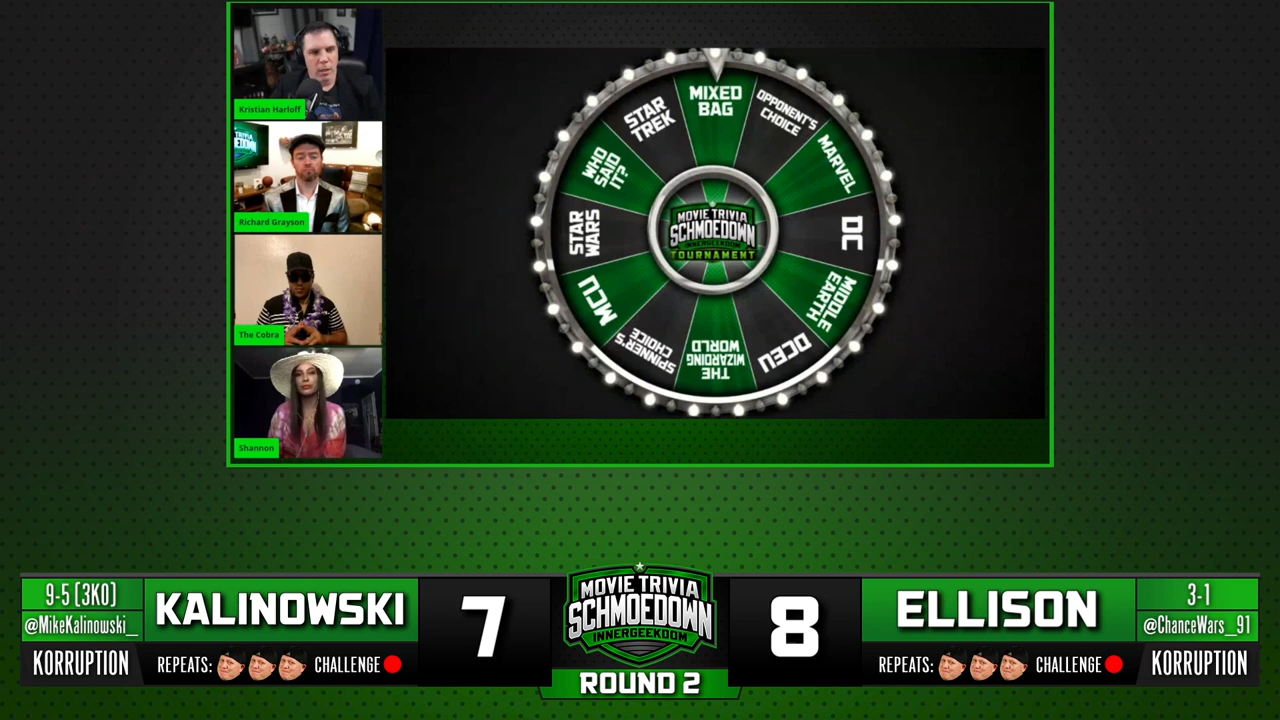 Kristian Harloff
TRIVIA
Richard Grayson
The Cobra
Shannon
MIXED
BAG
OPPONENT'S
CHOICE
MARVEL
DC
MIDDLE
EARTH
DCEU
THE
WIZARDING
WORLD
SPINNER'S
CHOICE
MCU
STAR
WARS
WHO
SAID
IT?
STAR
TREK
MOVIE TRIVIA
SCHMOEDOWN
INNERGEEKDOM
TOURNAMENT
9-5 (3KO)
@MikeKalinowski_
KALINOWSKI
7
KORRUPTION
REPEATS:
CHALLENGE
MOVIE TRIVIA
SCHMOEDOWN
INNERGEEKDOM
ROUND 2
8
ELLISON
3-1
@ChanceWars_91
REPEATS:
CHALLENGE
KORRUPTION